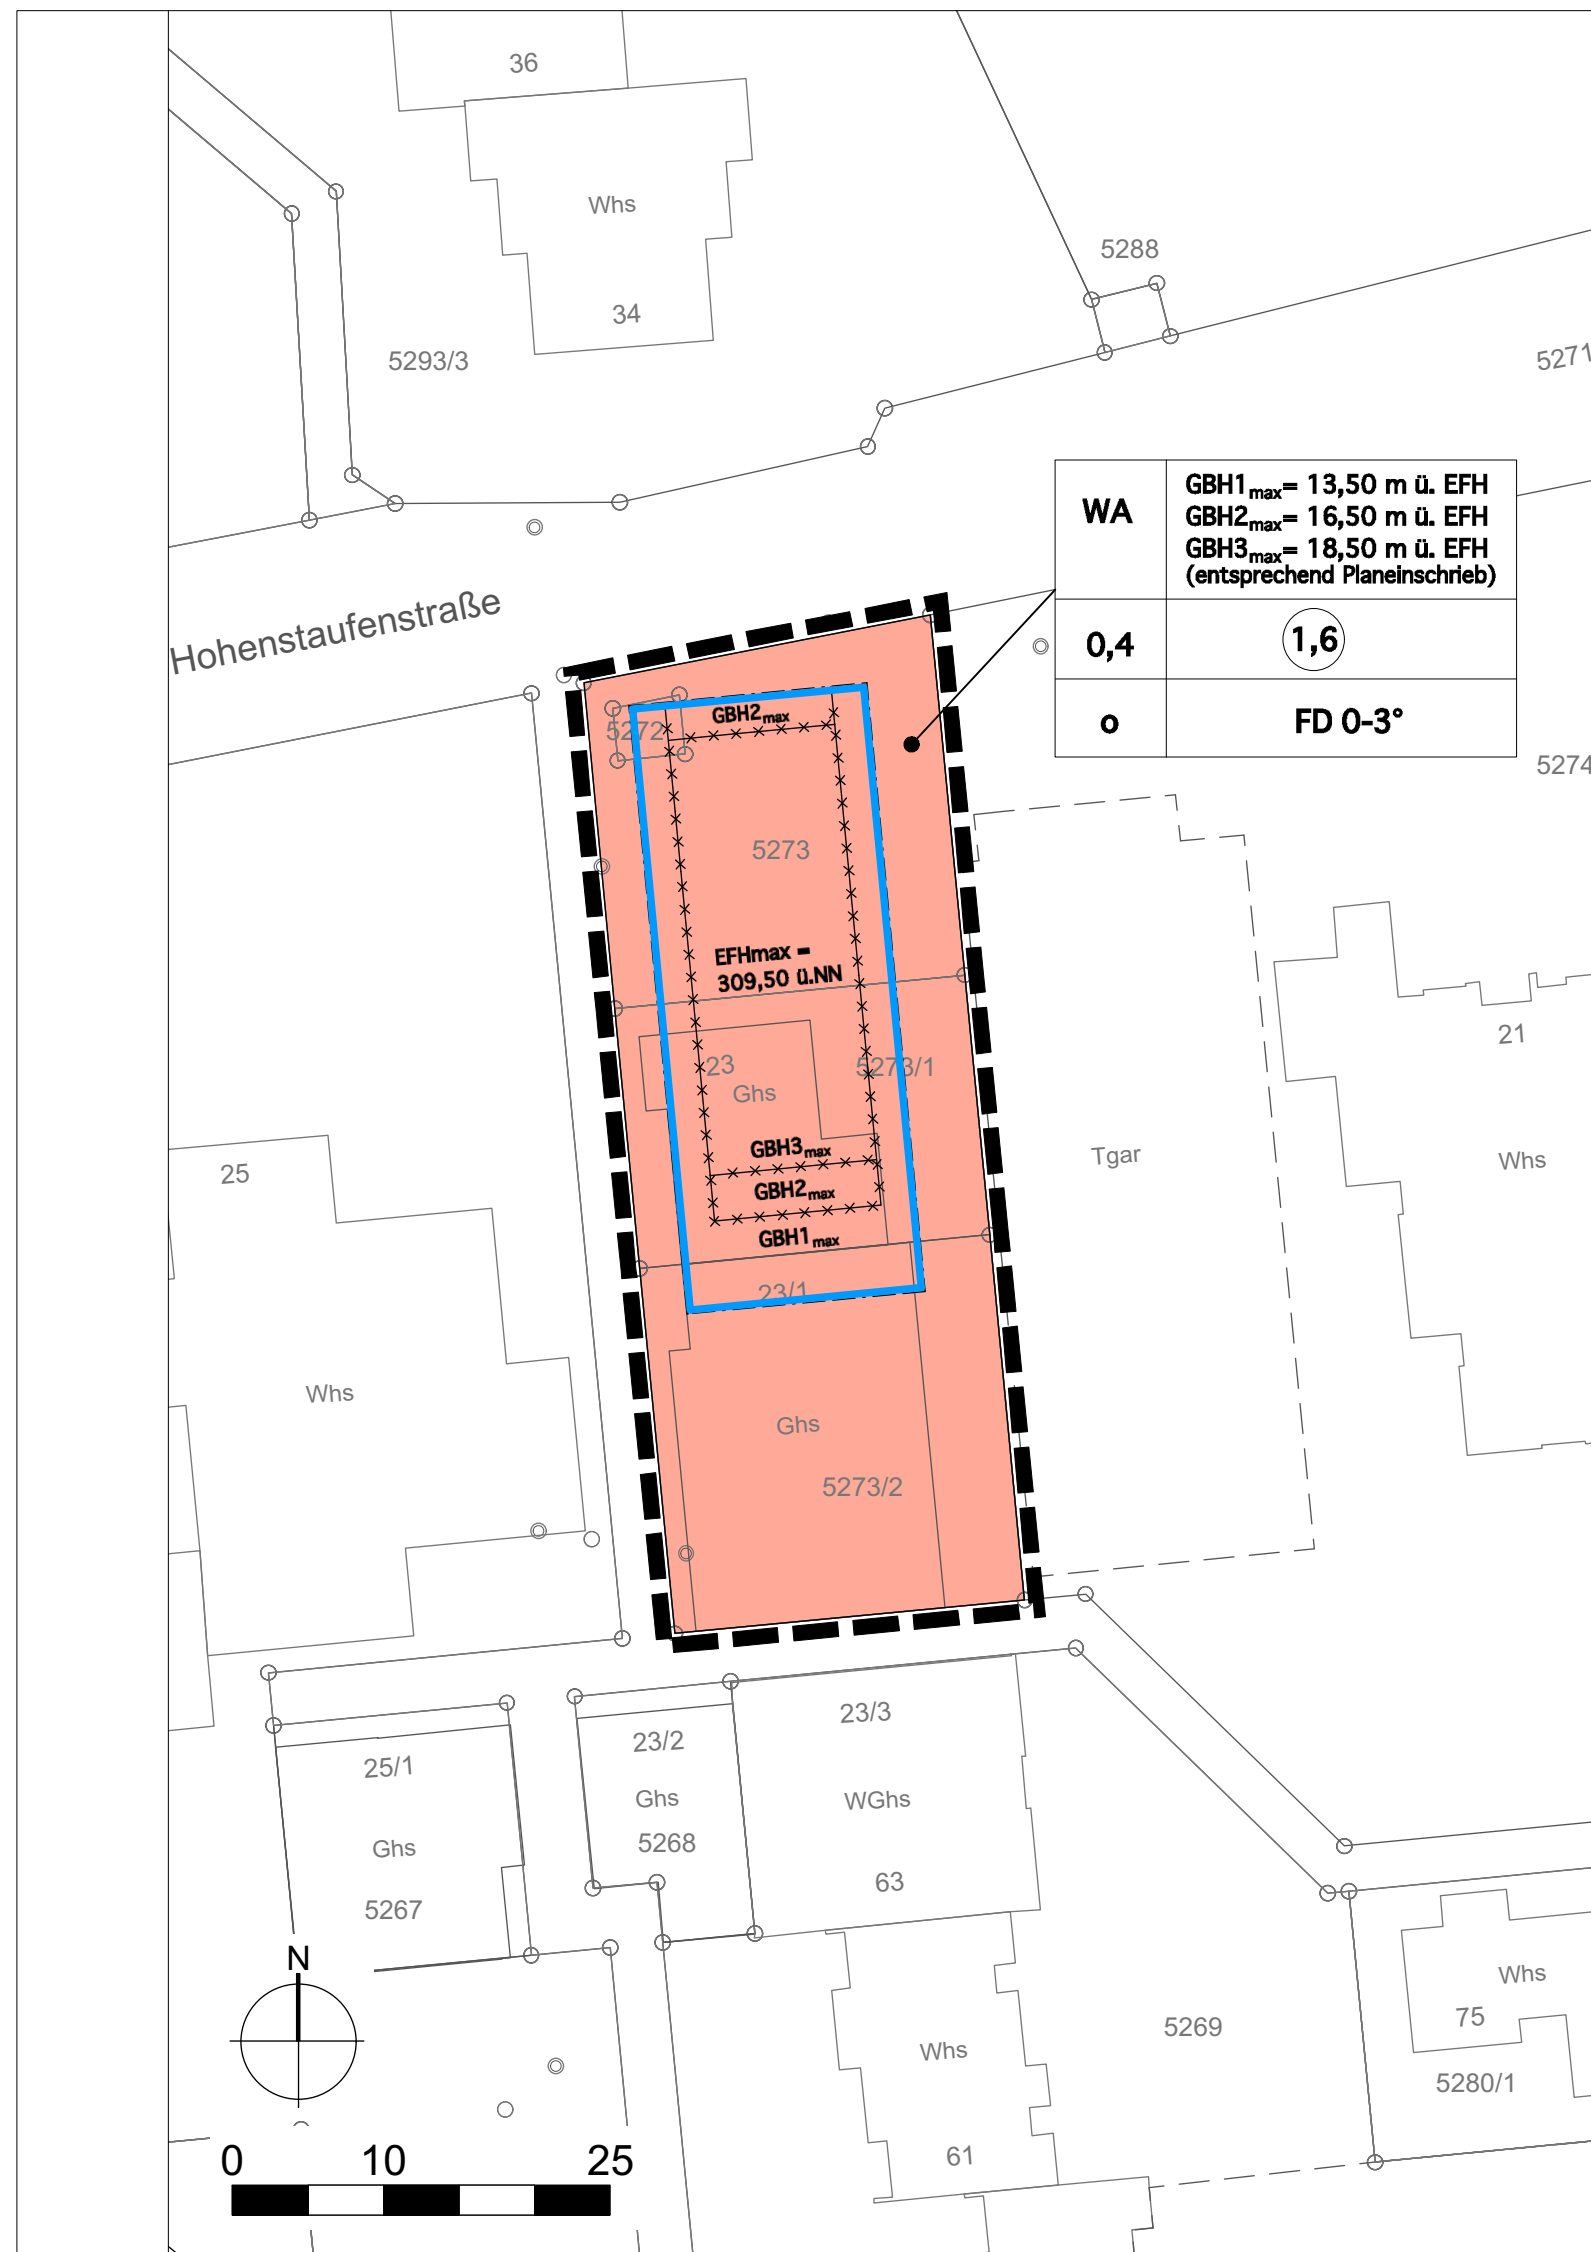 36
Whs
34
5293/3
5288
5271
Hohenstaufenstraße
WA
GBH1max= 13,50 m ü. EFH
GBH2max= 16,50 m ü. EFH
GBH3max= 18,50 m ü. EFH
(entsprechend Planeinschrieb)
0,4
1,6
o
FD 0-3°
5274
GBH2max
5272
5273
EFHmax =
309,50 ü.NN
23
5273/1
Ghs
GBH3max
GBH2max
GBH1max
23/1
Ghs
5273/2
Tgar
21
Whs
25
Whs
23/3
23/2
25/1
Ghs
WGhs
5268
Ghs
63
5267
N
Whs
75
5269
Whs
5280/1
61
0 10 25